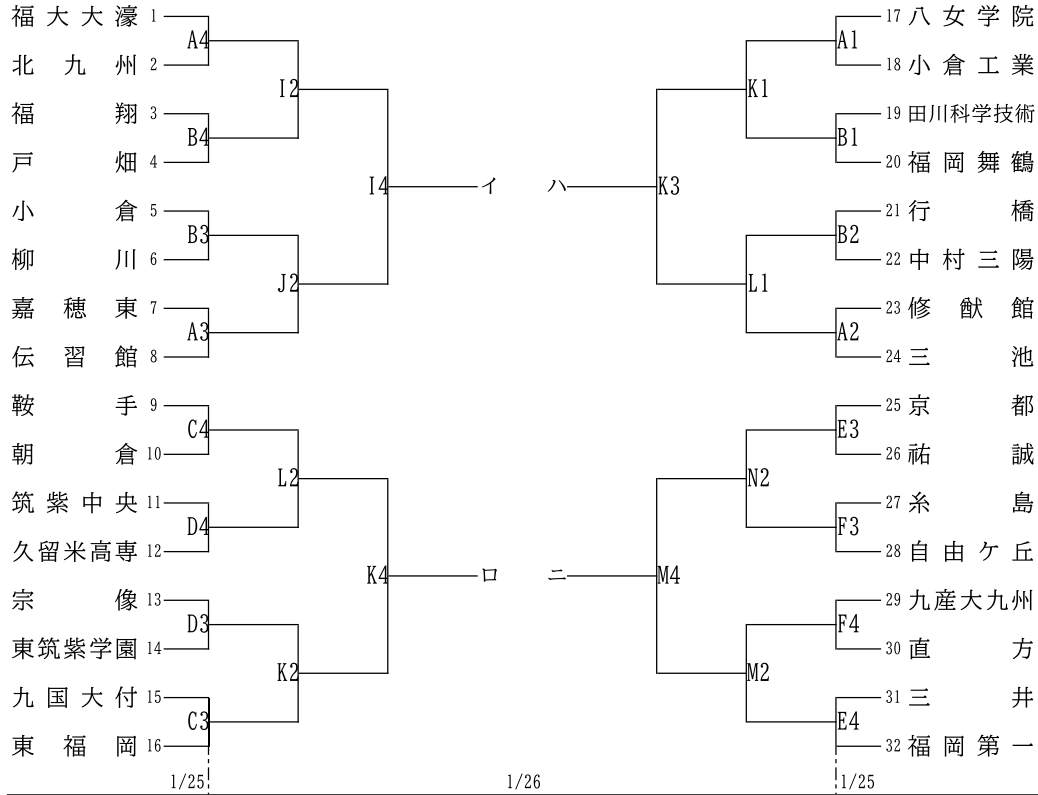 福大大濠 1
17 八女学院
A4
A1
北九州 2
18 小倉工業
I2
K1
福翔 3
19 田川科学技術
B4
B1
戸畑 4
20 福岡舞鶴
I4
イ
ハ
K3
小倉 5
21 行橋
B3
B2
柳川 6
22 中村三陽
J2
L1
嘉穂東 7
23 修猷館
A3
A2
伝習館 8
24 三池
鞍手 9
25 京都
C4
E3
朝倉 10
26 祐誠
L2
N2
筑紫中央 11
27 糸島
D4
F3
久留米高専 12
28 自由ケ丘
K4
ロ
ニ
M4
宗像 13
29 九産大九州
D3
F4
東筑紫学園 14
30 直方
K2
M2
九国大付 15
31 三井
C3
E4
東福岡 16
32 福岡第一
1/25
1/26
1/25